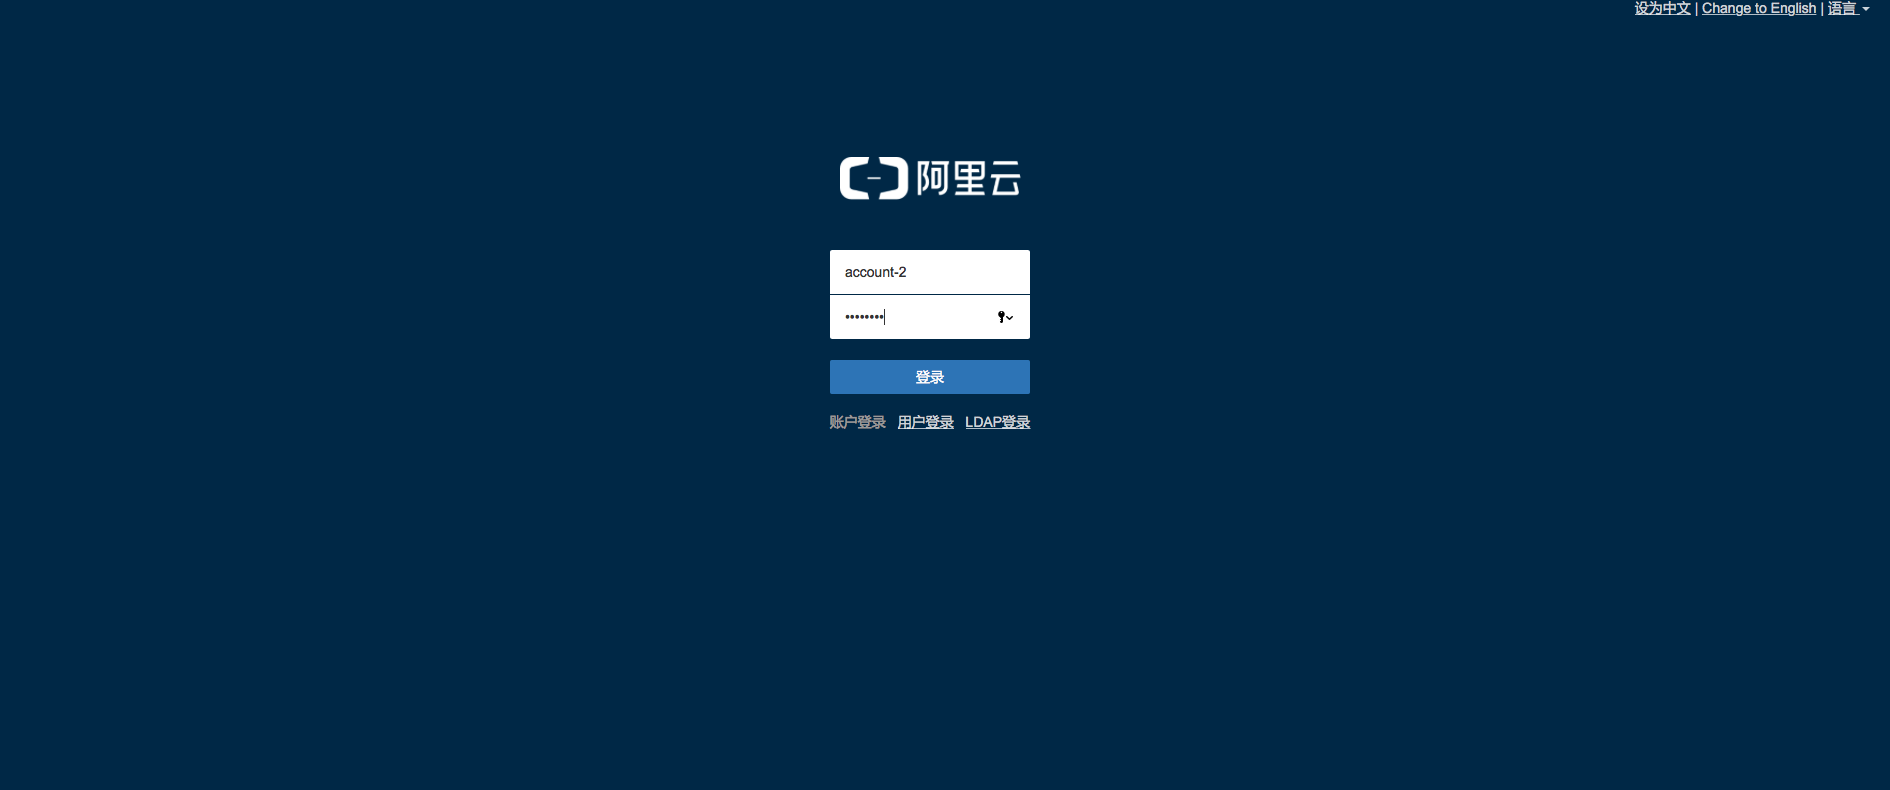 设为中文 | Change to English | 语言
阿里云
account-2
••••••••
登录
账户登录 用户登录 LDAP登录